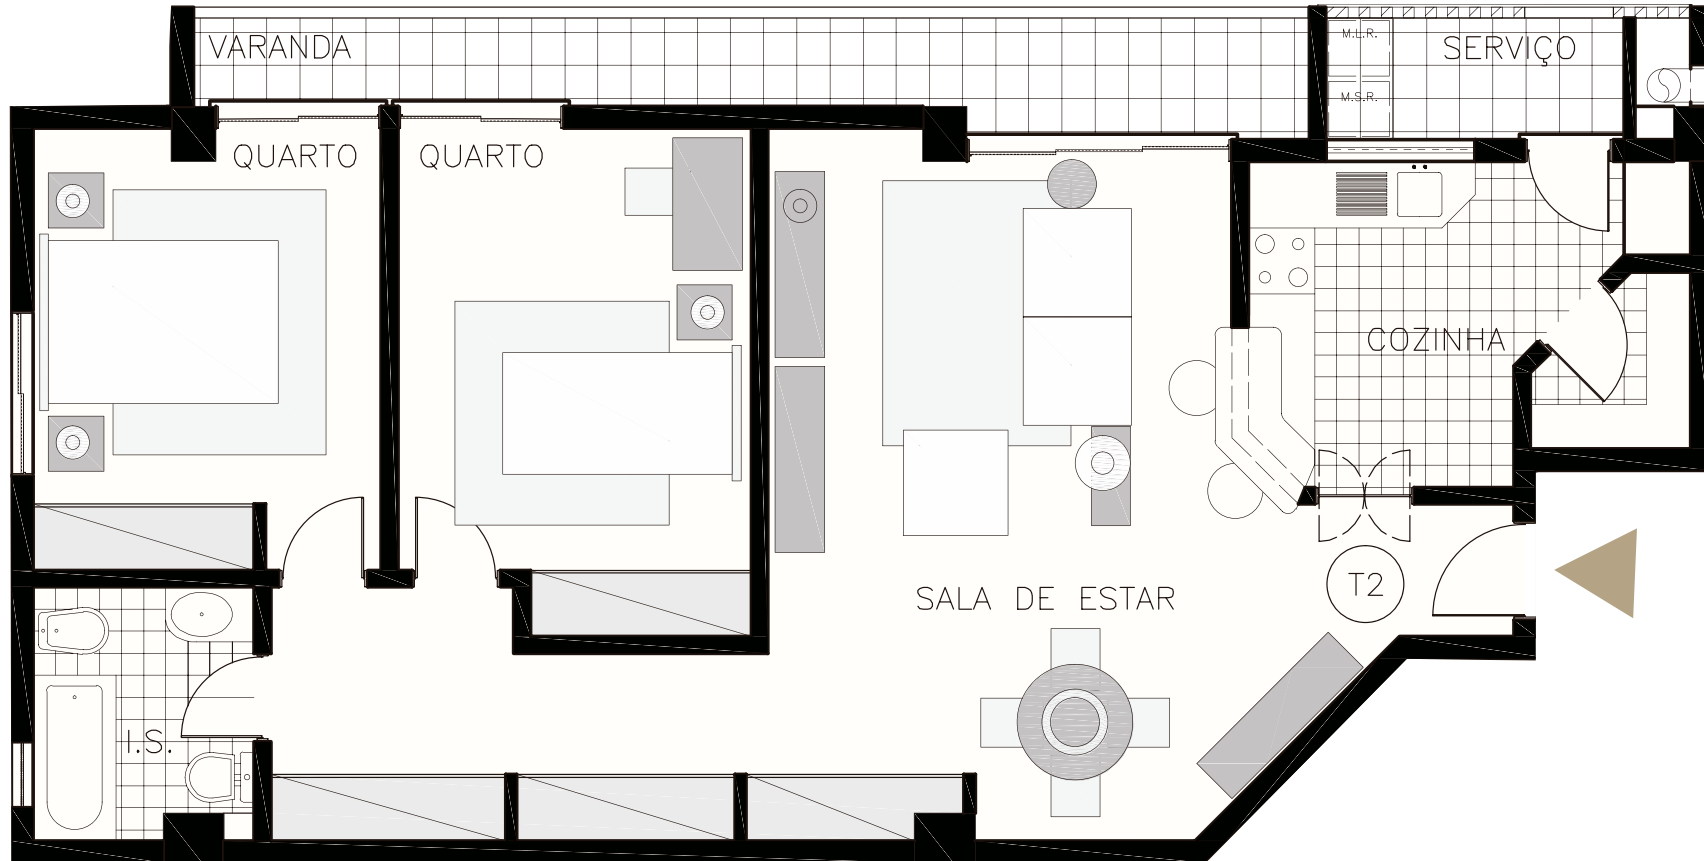 VARANDA
M.L.R.
SERVIÇO
M.S.R.
QUARTO
QUARTO
COZINHA
T2
SALA DE ESTAR
I.S.